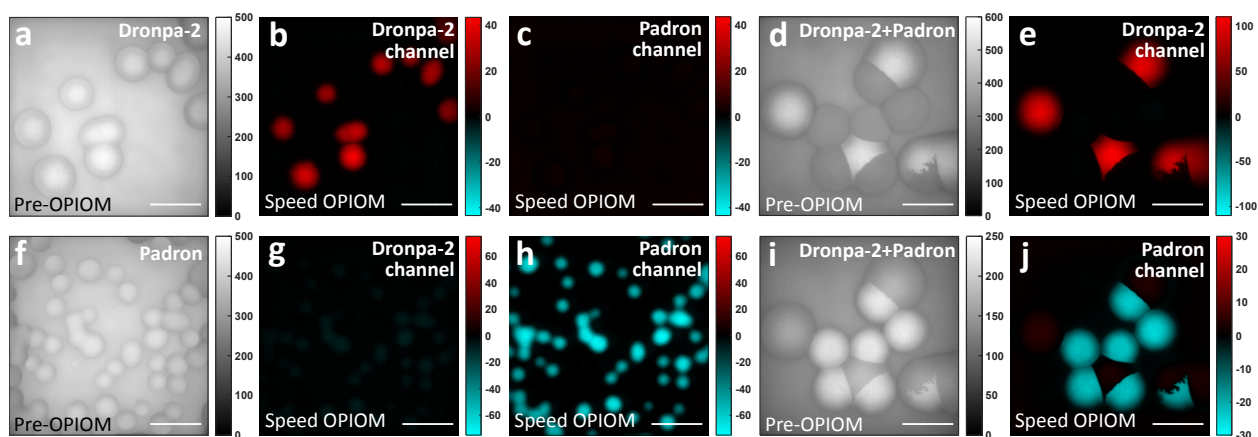 a
Dronpa-2
Pre-OPIOM
500
400
300
200
100
0
b
Dronpa-2
channel
Speed OPIOM
40
20
0
-20
-40
c
Padron
channel
Speed OPIOM
40
20
0
-20
-40
d
Dronpa-2+Padron
Pre-OPIOM
600
500
400
300
200
100
0
e
Dronpa-2
channel
Speed OPIOM
100
50
0
-50
-100
f
Padron
Pre-OPIOM
500
400
300
200
100
0
g
Dronpa-2
channel
Speed OPIOM
60
40
20
0
-20
-40
-60
h
Padron
channel
Speed OPIOM
60
40
20
0
-20
-40
-60
i
Dronpa-2+Padron
Pre-OPIOM
250
200
150
100
50
0
j
Padron
channel
Speed OPIOM
30
20
10
0
-10
-20
-30